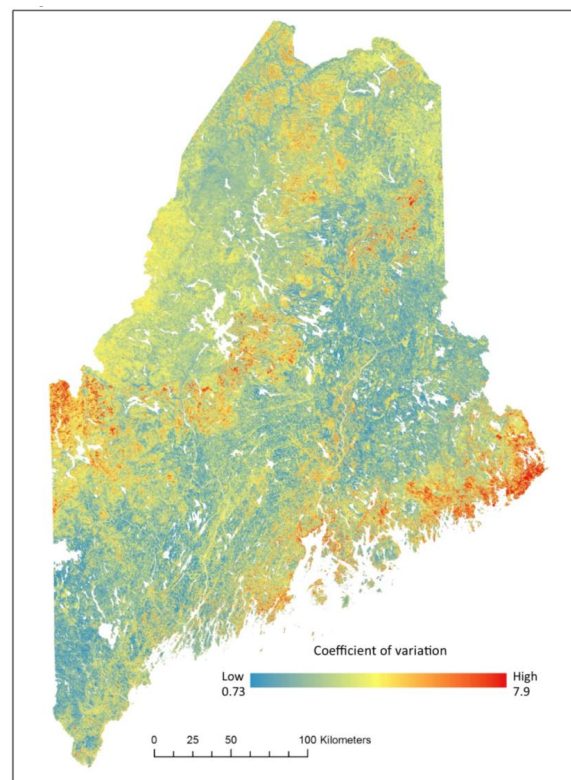 Coefficient of variation
Low
0.73
High
7.9
0 25 50 100 Kilometers